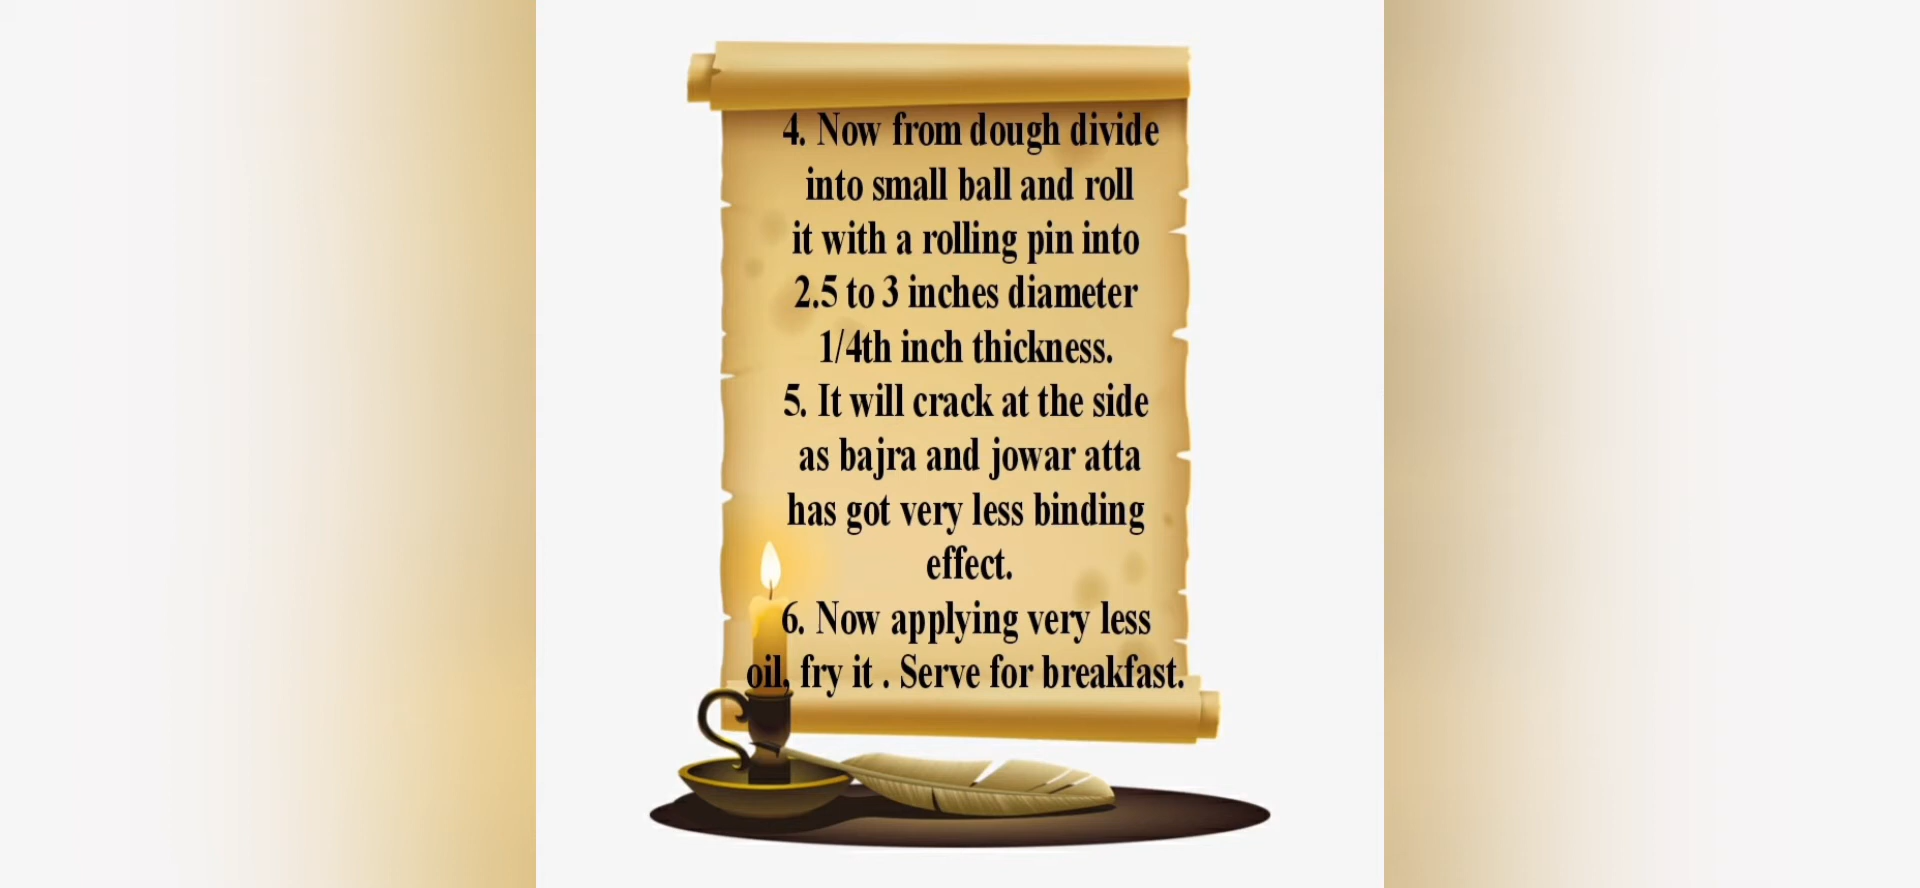 4. Now from dough divide
into small ball and roll
it with a rolling pin into
2.5 to 3 inches diameter
1/4th inch thickness.
5. It will crack at the side
as bajra and jowar atta
has got very less binding
effect.
6. Now applying very less
oil, fry it . Serve for breakfast.